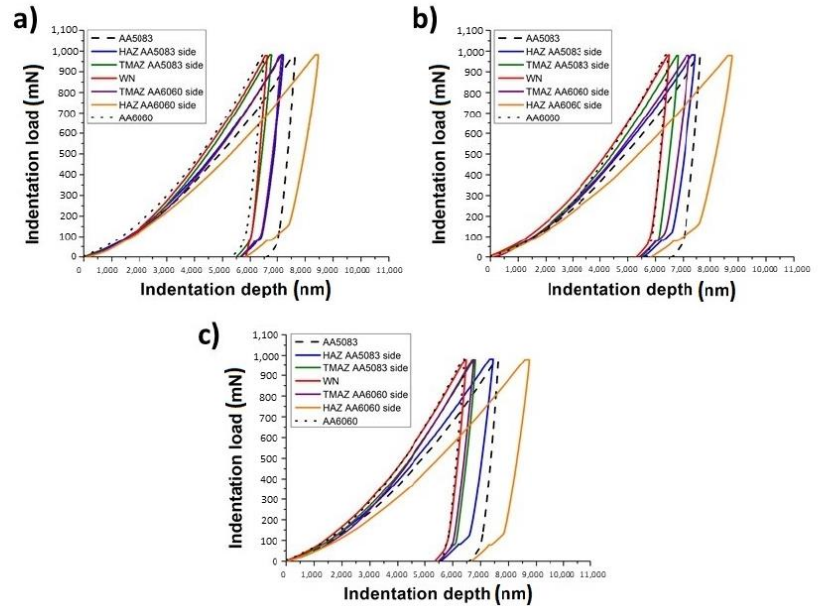 a)
1,100
1,000
900
800
700
600
500
400
300
200
100
0
Indentation load (mN)
AA5083
HAZ AA5083 side
TMAZ AA5083 side
WN
TMAZ AA6060 side
HAZ AA6060 side
AA6060
0 1,000 2,000 3,000 4,000 5,000 6,000 7,000 8,000 9,000 10,000 11,000
Indentation depth (nm)
b)
1,100
1,000
900
800
700
600
500
400
300
200
100
0
Indentation load (mN)
AA5083
HAZ AA5083 side
TMAZ AA5083 side
WN
TMAZ AA6060 side
HAZ AA6060 side
AA6060
0 1,000 2,000 3,000 4,000 5,000 6,000 7,000 8,000 9,000 10,000 11,000
Indentation depth (nm)
c)
1,100
1,000
900
800
700
600
500
400
300
200
100
0
Indentation load (mN)
AA5083
HAZ AA5083 side
TMAZ AA5083 side
WN
TMAZ AA6060 side
HAZ AA6060 side
AA6060
0 1,000 2,000 3,000 4,000 5,000 6,000 7,000 8,000 9,000 10,000 11,000
Indentation depth (nm)